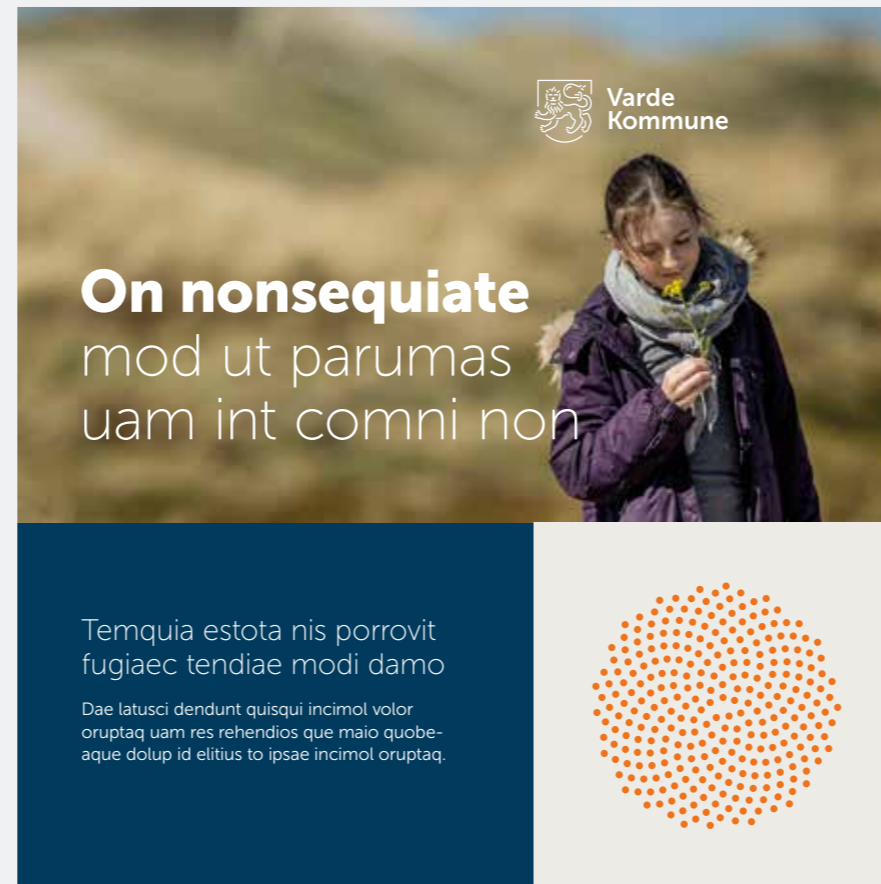 Varde
Kommune
On nonsequiate
mod ut parumas
uam int comni non
Temquia estota nis porrovit
fugiaec tendiae modi damo
Dae latusci dendunt quisqui incimol volor
oruptaq uam res rehendios que maio quobe-
aque dolup id elitius to ipsae incimol oruptaq.